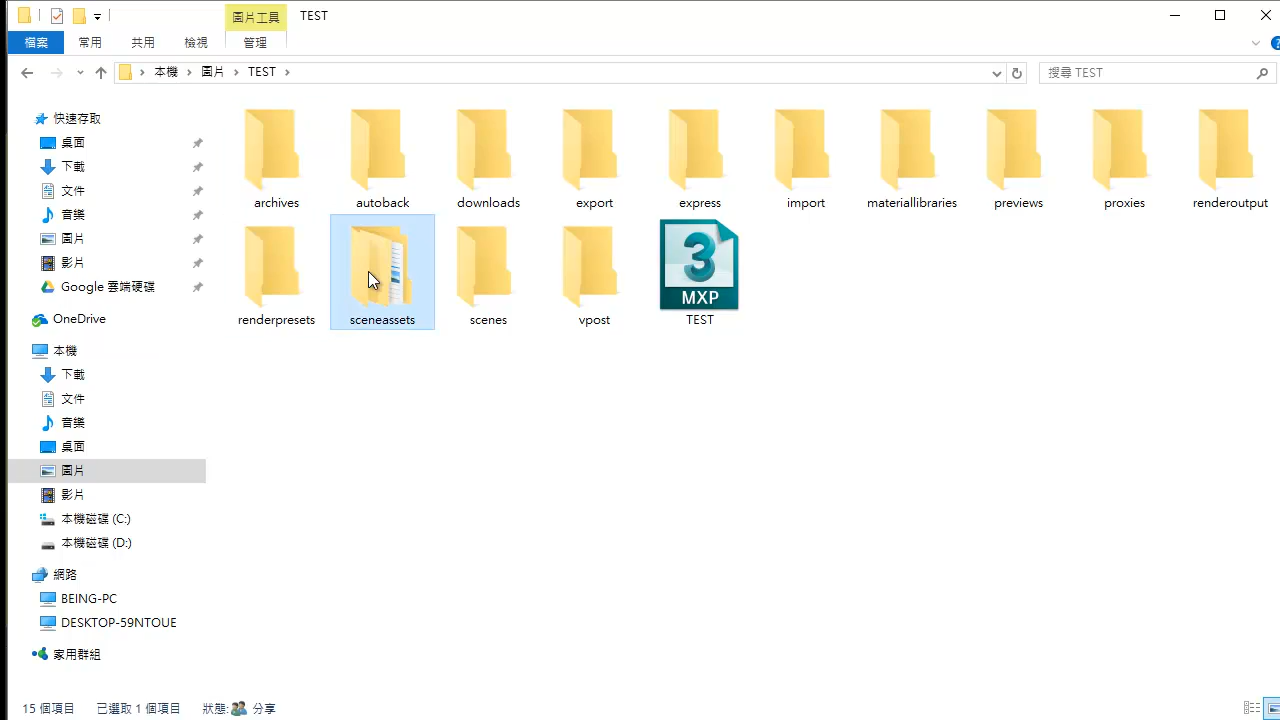 圖片工具 TEST
檔案 常用 共用 檢視 管理
本機 圖片 TEST 搜尋 TEST
快速存取
桌面
下載
文件
音樂
圖片
影片
Google 雲端硬碟
OneDrive
本機
下載
文件
音樂
桌面
圖片
影片
本機磁碟 (C:)
本機磁碟 (D:)
網路
BEING-PC
DESKTOP-59NTOUE
家用群組
archives autoback downloads export express import materiallibraries previews proxies renderoutput
3
MXP
renderpresets sceneassets scenes vpost TEST
15 個項目 已選取 1 個項目 狀態: 分享